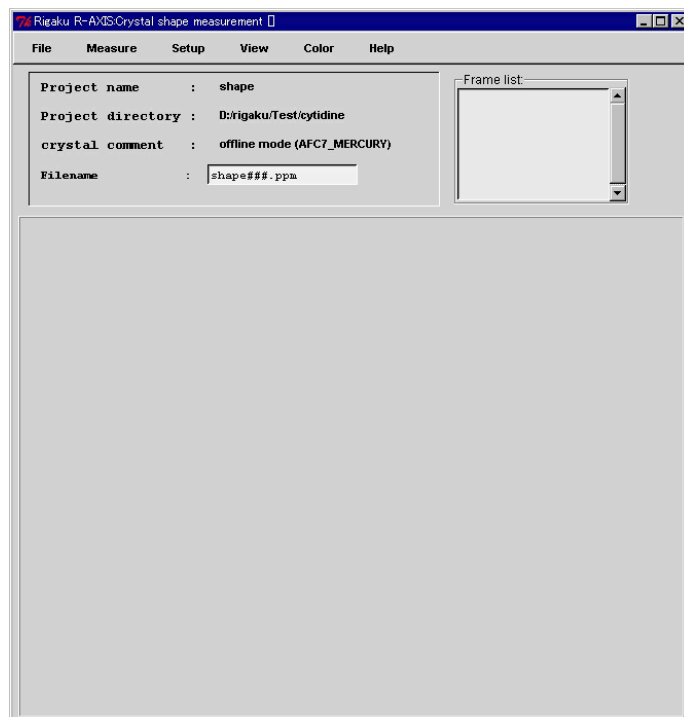 Rigaku R-AXIS:Crystal shape measurement []
File Measure Setup View Color Help
Project name : shape
Project directory : D:/rigaku/Test/cytidine
crystal comment : offline mode (AFC7_MERCURY)
Filename : shape###.ppm
Frame list: